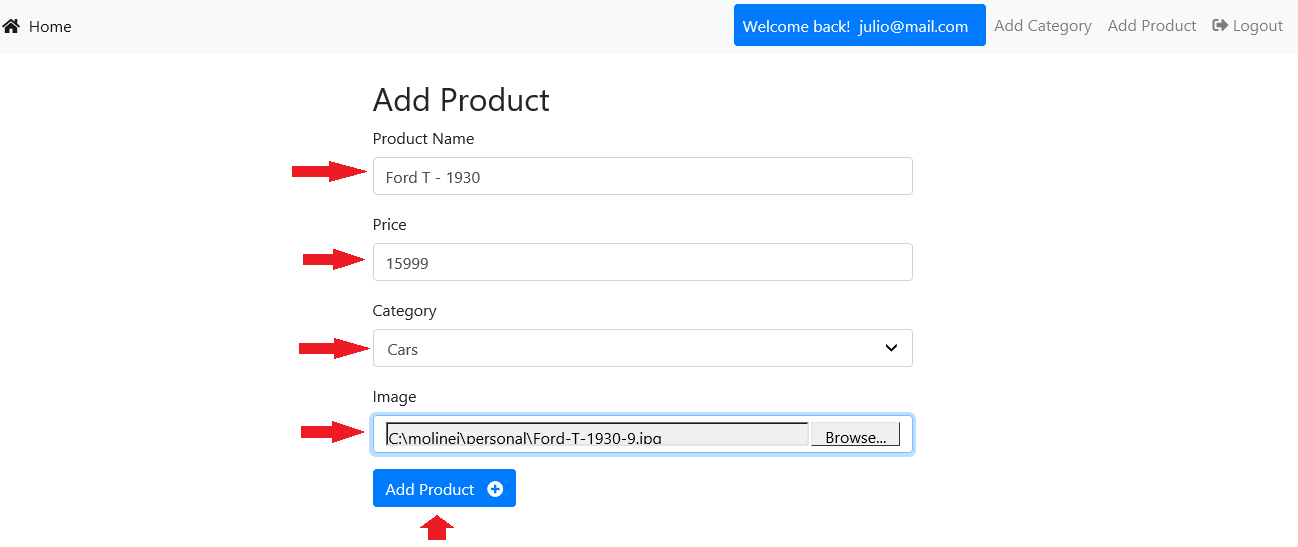 Home
Welcome back! julio@mail.com
Add Category
Add Product
Logout
Add Product
Product Name
Ford T - 1930
Price
15999
Category
Cars
Image
C:\molinej\personal\Ford-T-1930-9.jpg
Browse...
Add Product